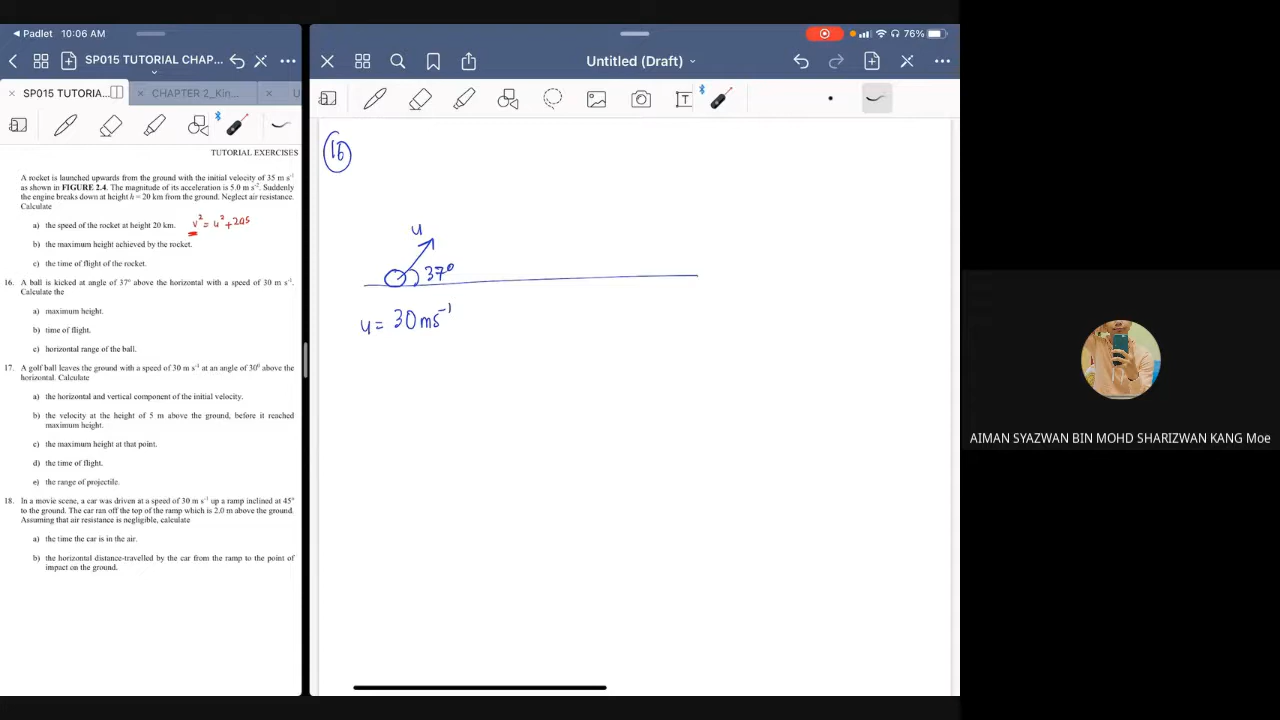 Padlet 10:06 AM
76%
SP015 TUTORIAL CHAP...
Untitled (Draft)
SP015 TUTORIA...
CHAPTER 2_Kin...
TUTORIAL EXERCISES
A rocket is launched upwards from the ground with the initial velocity of 35 m s⁻¹
as shown in FIGURE 2.4. The magnitude of its acceleration is 5.0 m s⁻². Suddenly
the engine breaks down at height h = 20 km from the ground. Neglect air resistance.
Calculate
a) the speed of the rocket at height 20 km. v² = u² + 2as
b) the maximum height achieved by the rocket.
c) the time of flight of the rocket.
16. A ball is kicked at angle of 37° above the horizontal with a speed of 30 m s⁻¹.
Calculate the
a) maximum height.
b) time of flight.
c) horizontal range of the ball.
17. A golf ball leaves the ground with a speed of 30 m s⁻¹ at an angle of 30⁰ above the
horizontal. Calculate
a) the horizontal and vertical component of the initial velocity.
b) the velocity at the height of 5 m above the ground, before it reached
maximum height.
c) the maximum height at that point.
d) the time of flight.
e) the range of projectile.
18. In a movie scene, a car was driven at a speed of 30 m s⁻¹ up a ramp inclined at 45°
to the ground. The car ran off the top of the ramp which is 2.0 m above the ground.
Assuming that air resistance is negligible, calculate
a) the time the car is in the air.
b) the horizontal distance-travelled by the car from the ramp to the point of
impact on the ground.
16
u
37°
u = 30ms⁻¹
AIMAN SYAZWAN BIN MOHD SHARIZWAN KANG Moe